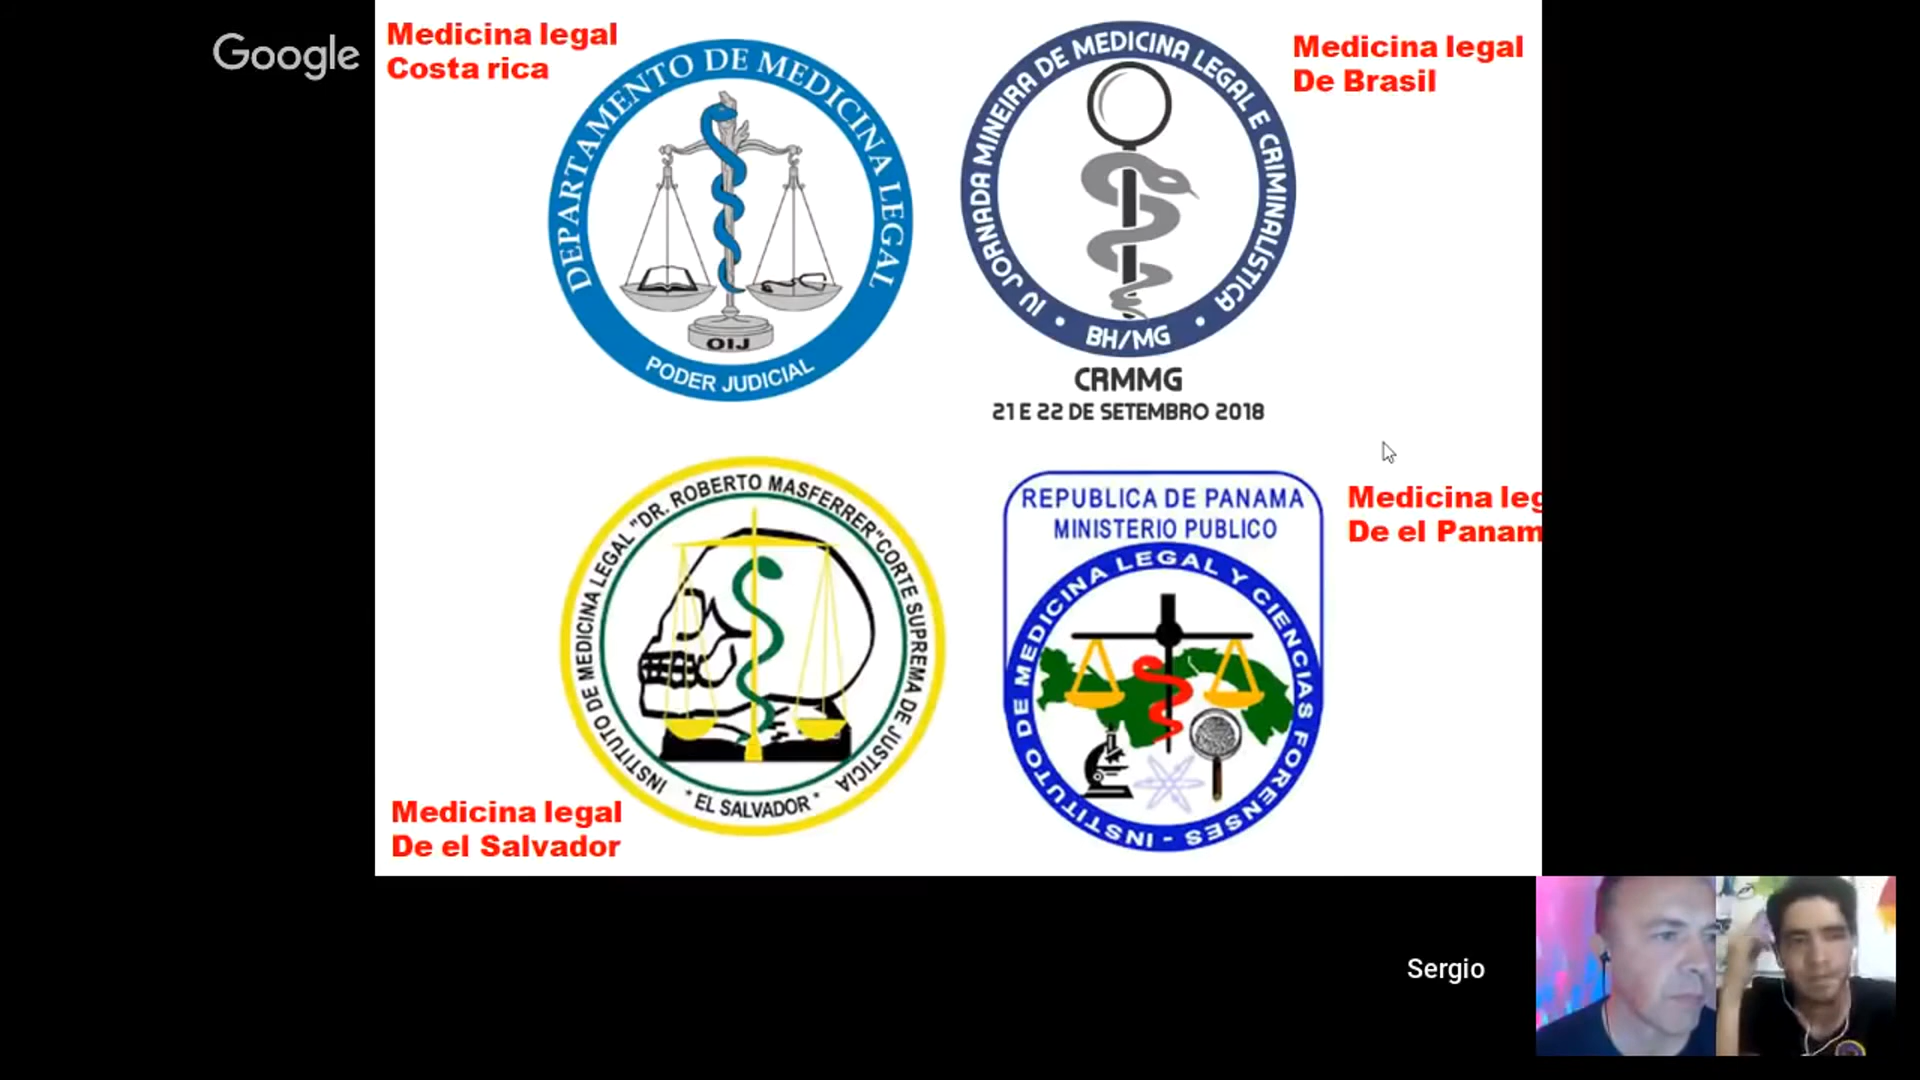 Google
Medicina legal
Costa rica
DEPARTAMENTO DE MEDICINA LEGAL
OIJ
PODER JUDICIAL
IV JORNADA MINEIRA DE MEDICINA LEGAL E CRIMINALÍSTICA
BH/MG
CRMMG
21 E 22 DE SETEMBRO 2018
Medicina legal
De Brasil
INSTITUTO DE MEDICINA LEGAL "DR. ROBERTO MASFERRER" CORTE SUPREMA DE JUSTICIA
* EL SALVADOR *
Medicina legal
De el Salvador
REPUBLICA DE PANAMA
MINISTERIO PUBLICO
INSTITUTO DE MEDICINA LEGAL Y CIENCIAS FORENSES -
Medicina leg
De el Panam
Sergio